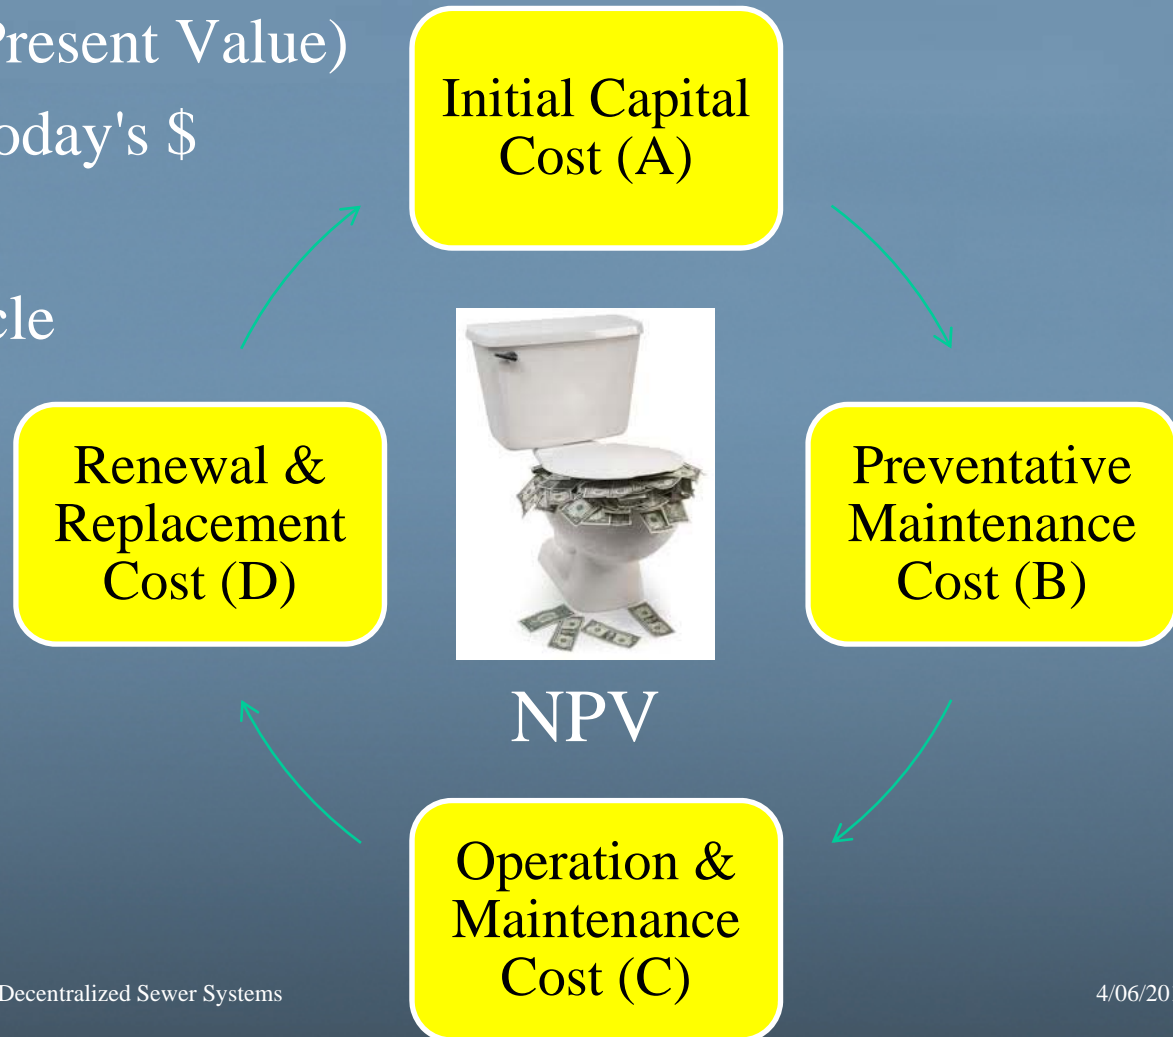 Present Value)
oday's $
cle
Initial Capital
Cost (A)
Preventative
Maintenance
Cost (B)
Operation &
Maintenance
Cost (C)
Renewal &
Replacement
Cost (D)
NPV
Decentralized Sewer Systems
4/06/20